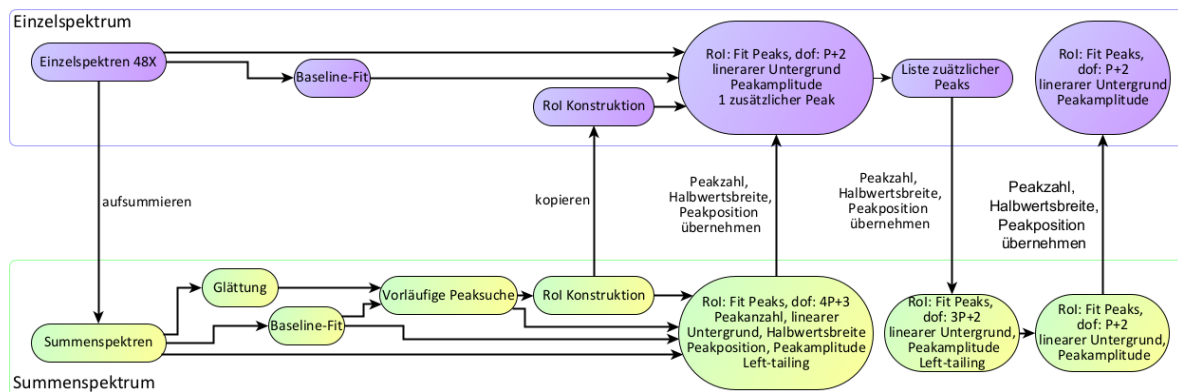 Einzelspektrum
Einzelspektren 48X
Baseline-Fit
RoI Konstruktion
RoI: Fit Peaks, dof: P+2
linerarer Untergrund
Peakamplitude
1 zusätzlicher Peak
Liste zuätzlicher
Peaks
RoI: Fit Peaks,
dof: P+2
linerarer Untergrund
Peakamplitude
aufsummieren
kopieren
Peakzahl,
Halbwertsbreite,
Peakposition
übernehmen
Peakzahl,
Halbwertsbreite,
Peakposition
übernehmen
Peakzahl,
Halbwertsbreite,
Peakposition
übernehmen
Glättung
Vorläufige Peaksuche
RoI Konstruktion
Baseline-Fit
Summenspektren
RoI: Fit Peaks, dof: 4P+3
Peakanzahl, linearer
Untergrund, Halbwertsbreite
Peakposition, Peakamplitude
Left-tailing
RoI: Fit Peaks,
dof: 3P+2
linearer Untergrund,
Peakamplitude
Left-tailing
RoI: Fit Peaks,
dof: P+2
linearer Untergrund,
Peakamplitude
Summenspektrum